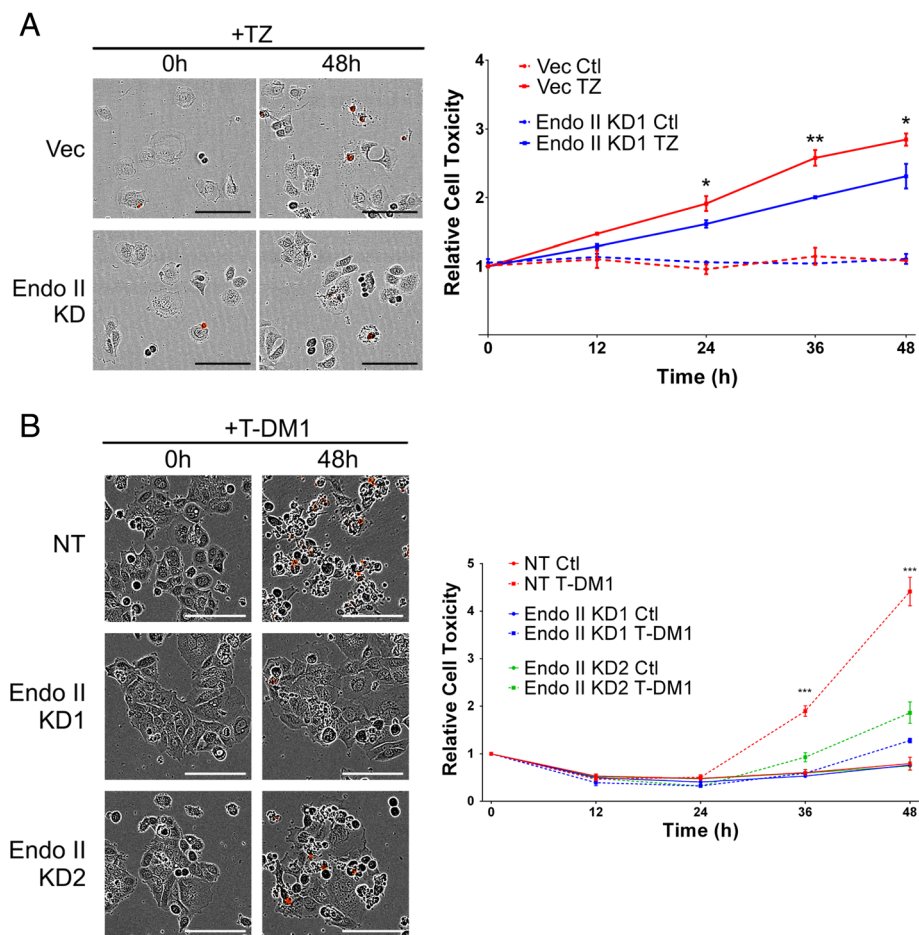 A
+TZ
0h
48h
Vec
Endo II
KD
Relative Cell Toxicity
4
3
2
1
Vec Ctl
Vec TZ
Endo II KD1 Ctl
Endo II KD1 TZ
*
**
*
0
12
24
36
48
Time (h)
B
+T-DM1
0h
48h
NT
Endo II
KD1
Endo II
KD2
Relative Cell Toxicity
5
4
3
2
1
0
NT Ctl
NT T-DM1
Endo II KD1 Ctl
Endo II KD1 T-DM1
Endo II KD2 Ctl
Endo II KD2 T-DM1
***
***
0
12
24
36
48
Time (h)